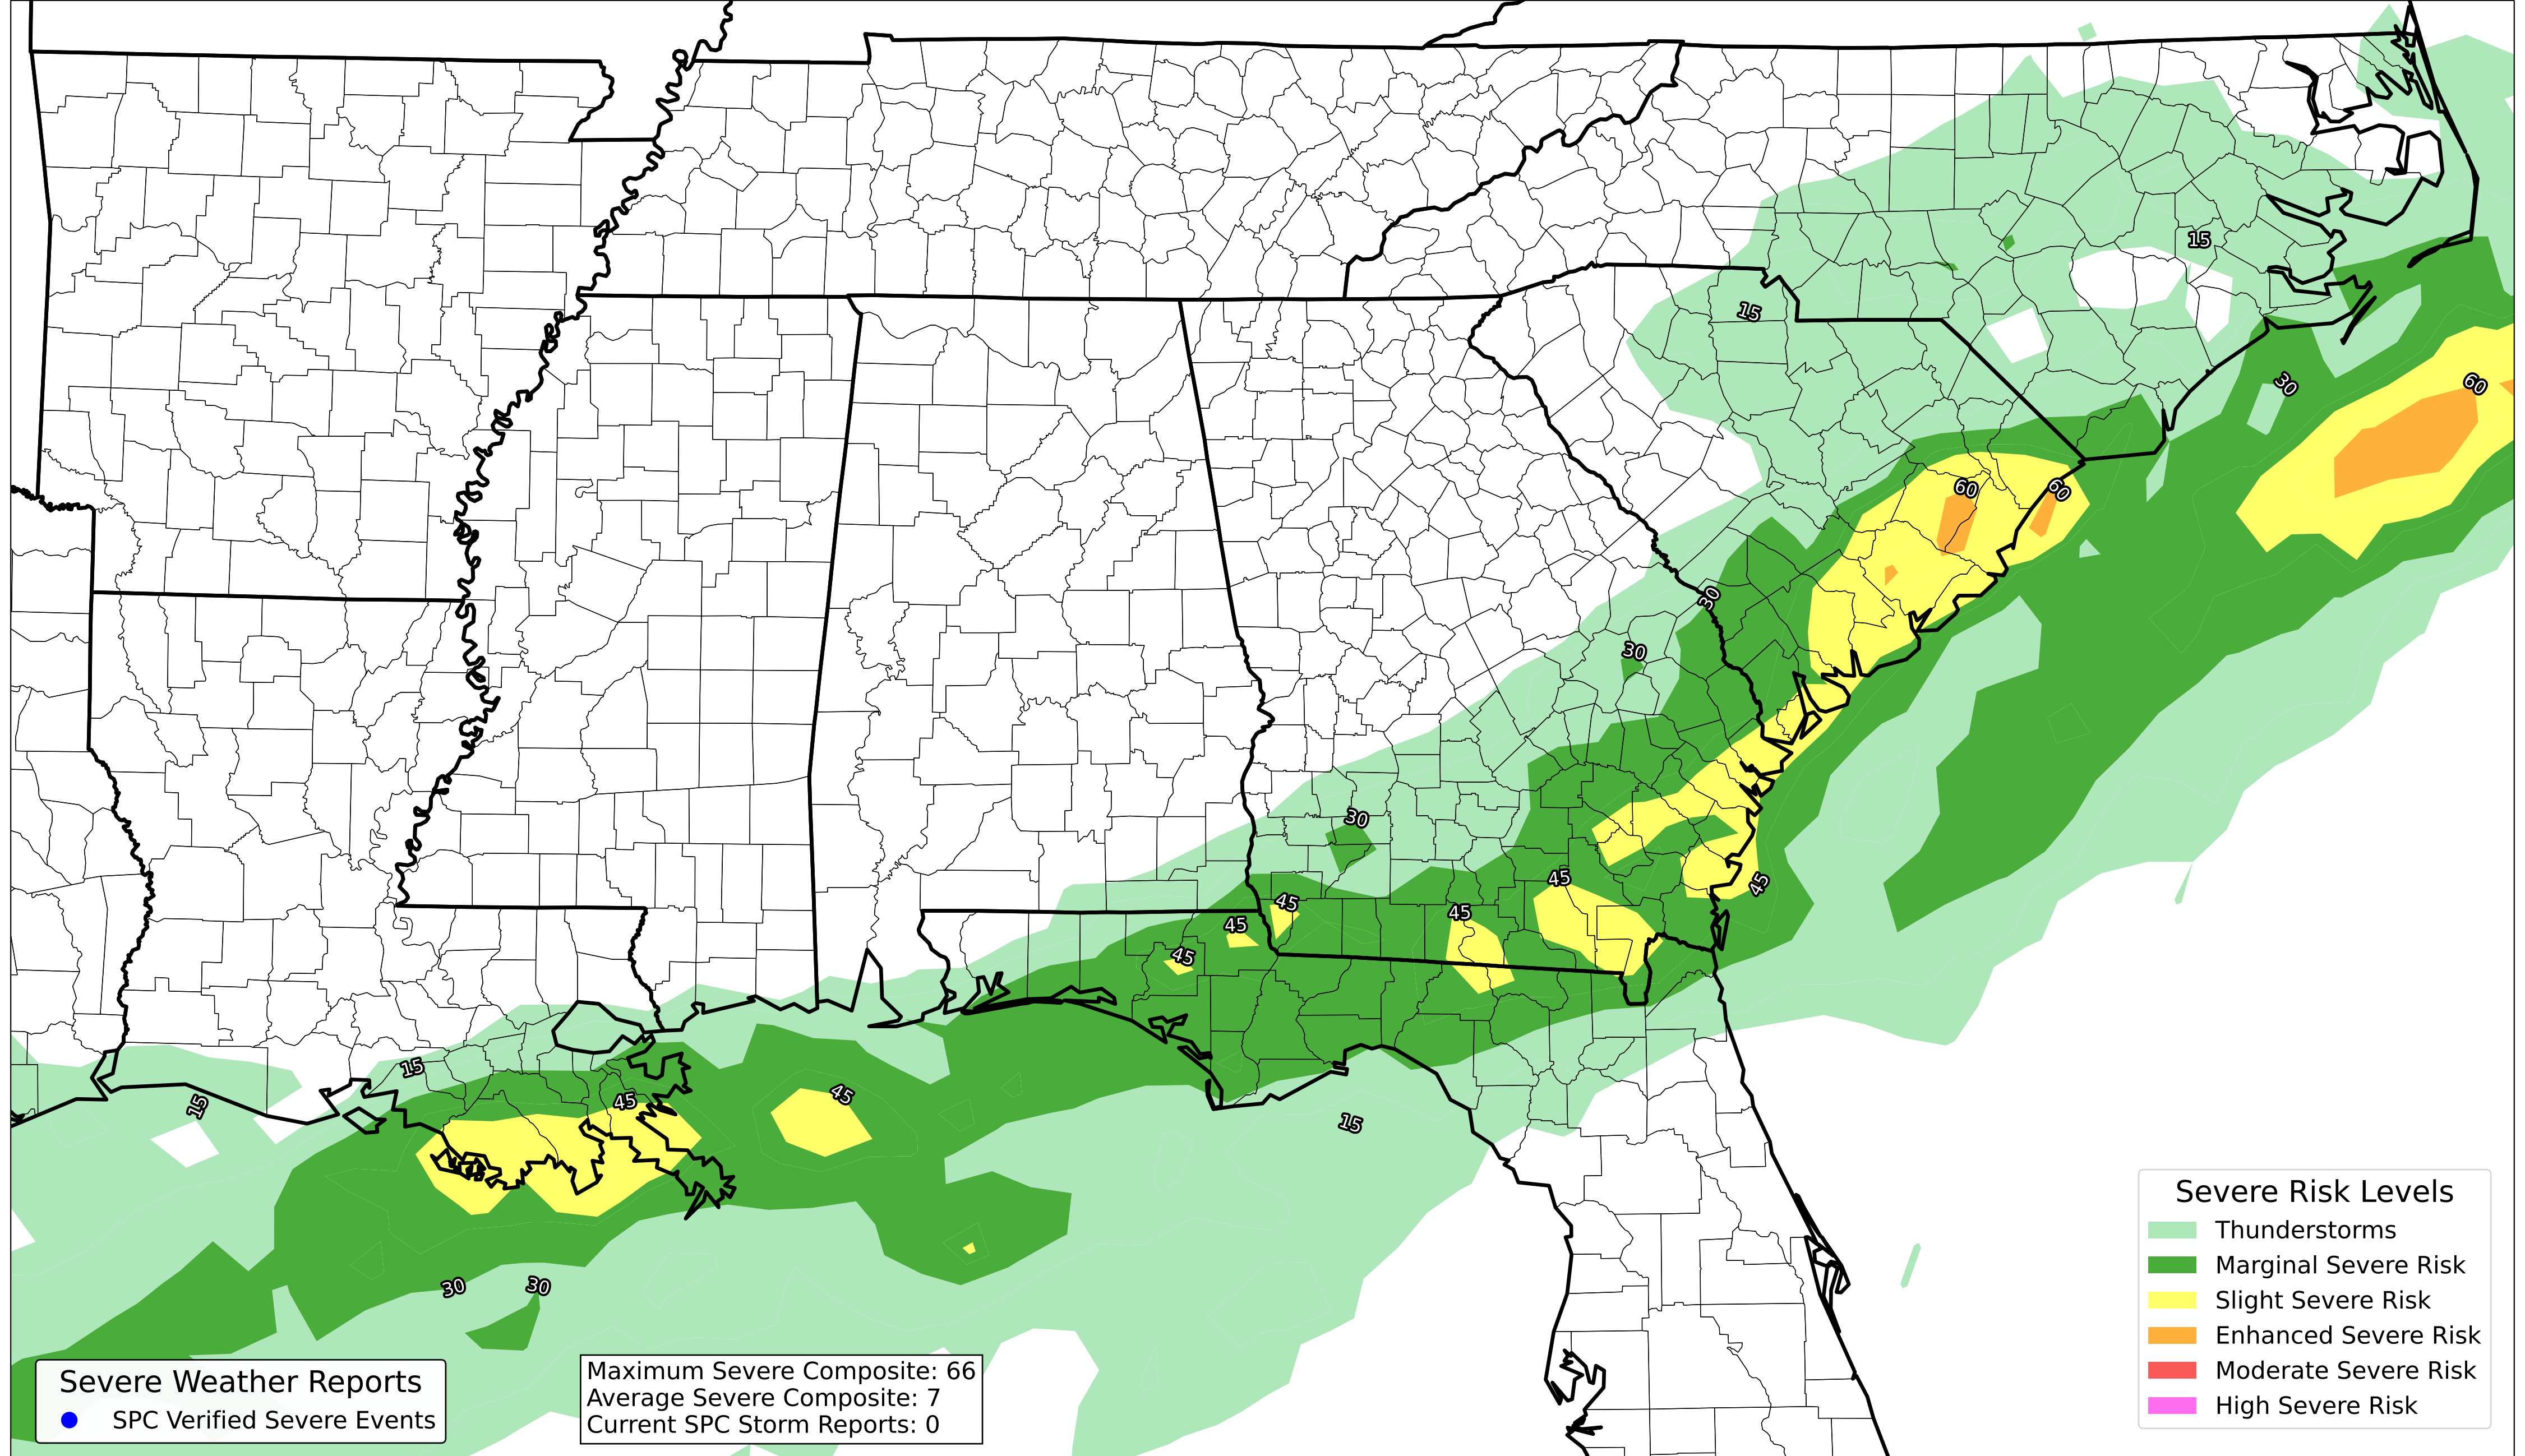 15
15
30
60
60
60
30
30
30
45
45
45
45
45
45
15
45
45
15
15
30
30
Severe Risk Levels
Thunderstorms
Marginal Severe Risk
Slight Severe Risk
Enhanced Severe Risk
Moderate Severe Risk
High Severe Risk
Severe Weather Reports
SPC Verified Severe Events
Maximum Severe Composite: 66
Average Severe Composite: 7
Current SPC Storm Reports: 0